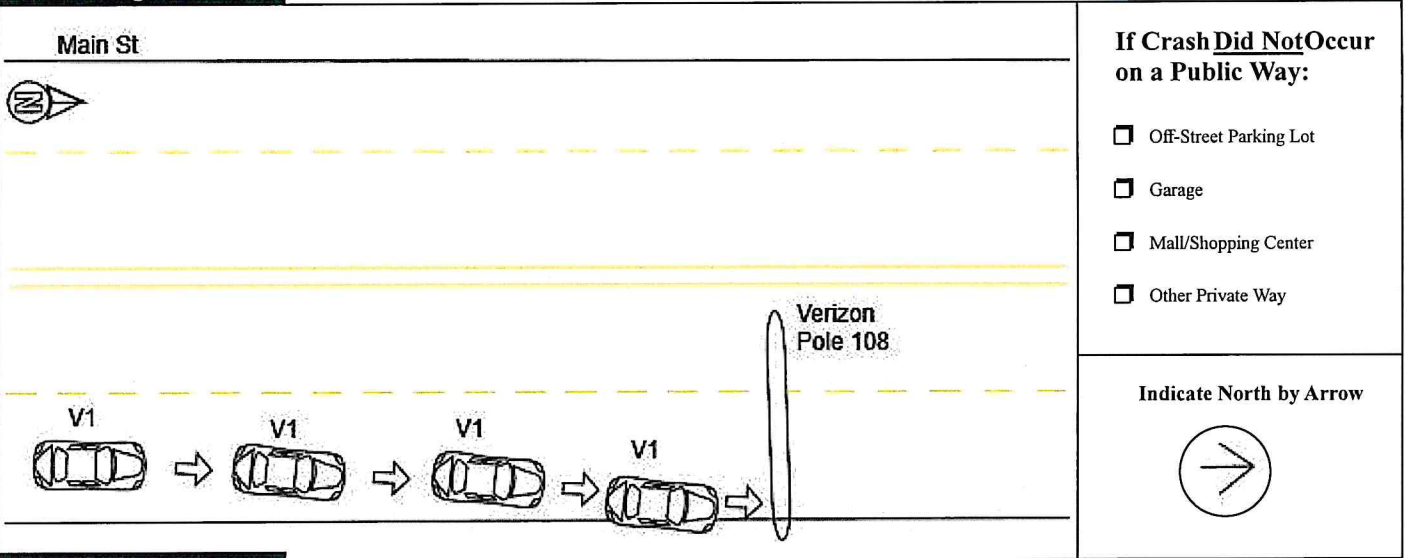 Main St
N
Verizon
Pole 108
V1
V1
V1
V1
If Crash Did Not Occur
on a Public Way:
Off-Street Parking Lot
Garage
Mall/Shopping Center
Other Private Way
Indicate North by Arrow